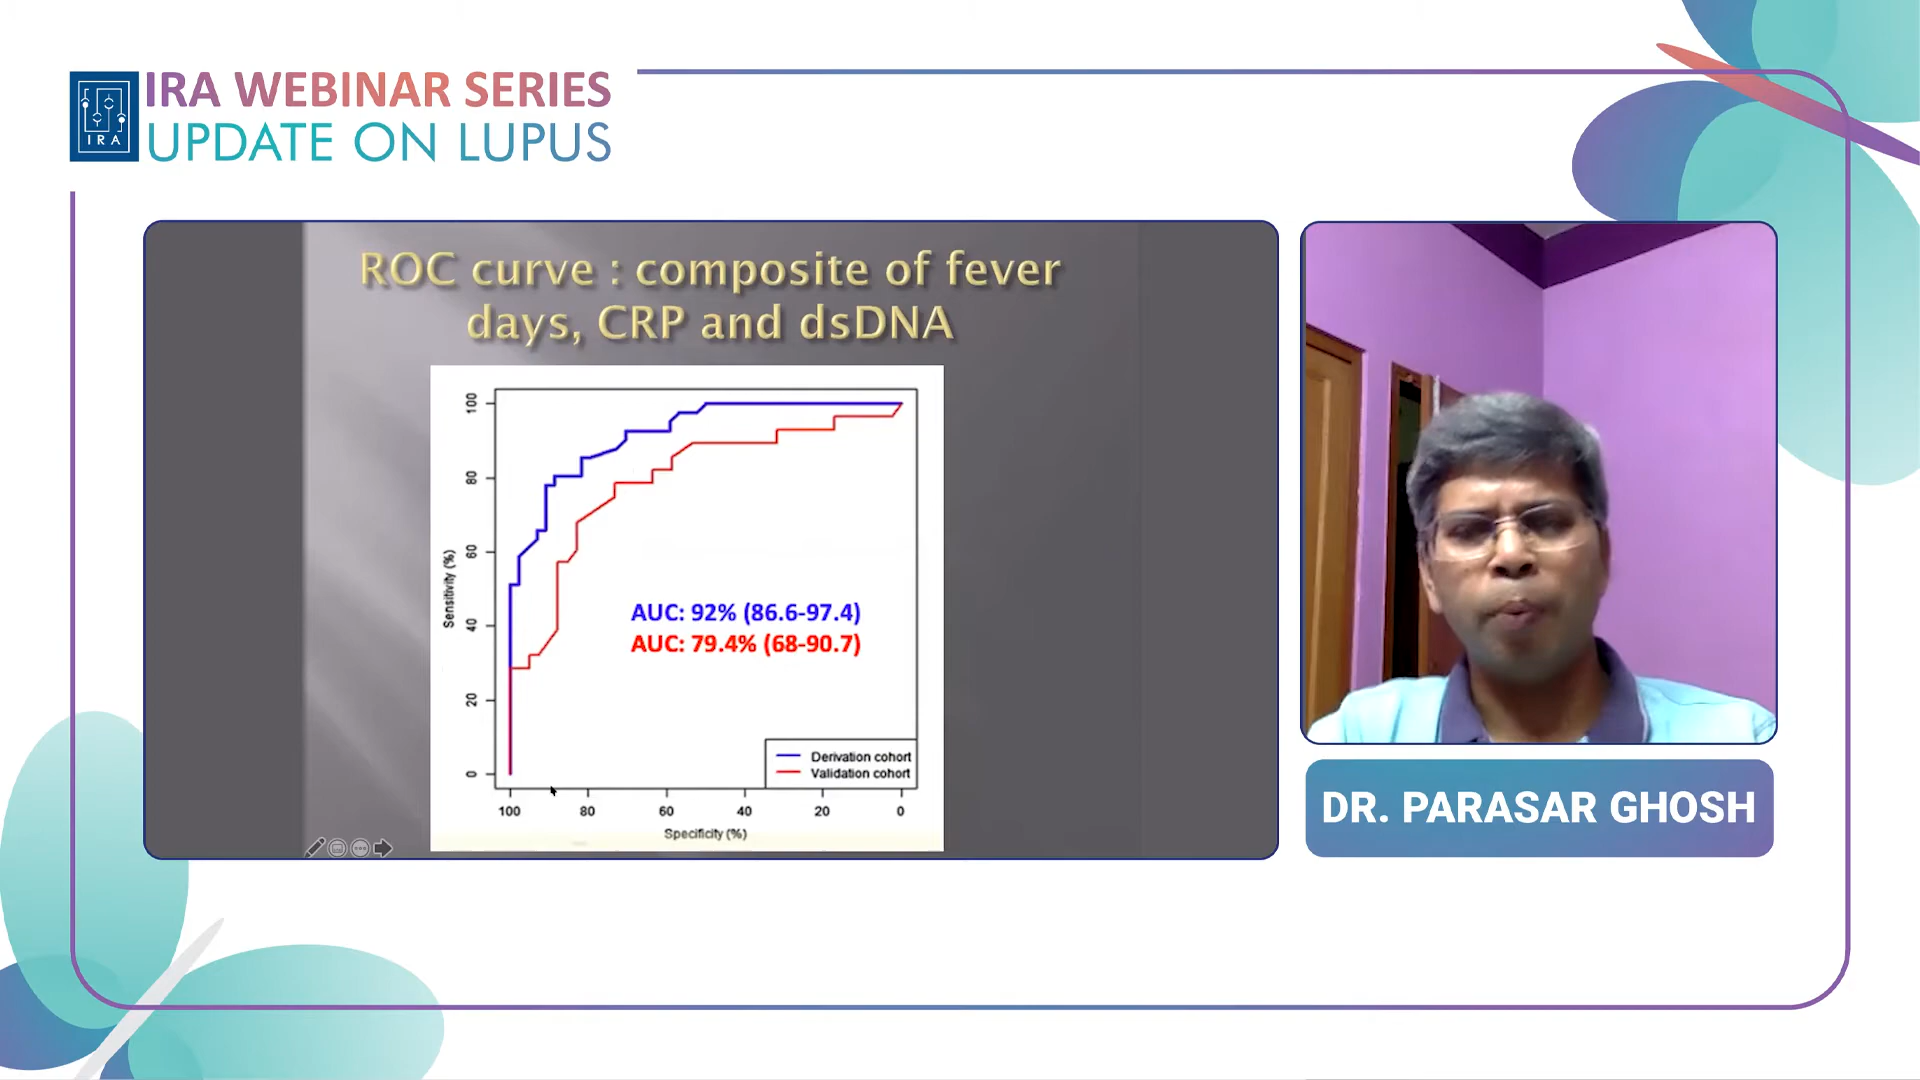 IRA WEBINAR SERIES
UPDATE ON LUPUS
IRA
ROC curve : composite of fever
days, CRP and dsDNA
100
80
60
40
20
0
Sensitivity (%)
AUC: 92% (86.6-97.4)
AUC: 79.4% (68-90.7)
Derivation cohort
Validation cohort
100 80 60 40 20 0
Specificity (%)
DR. PARASAR GHOSH